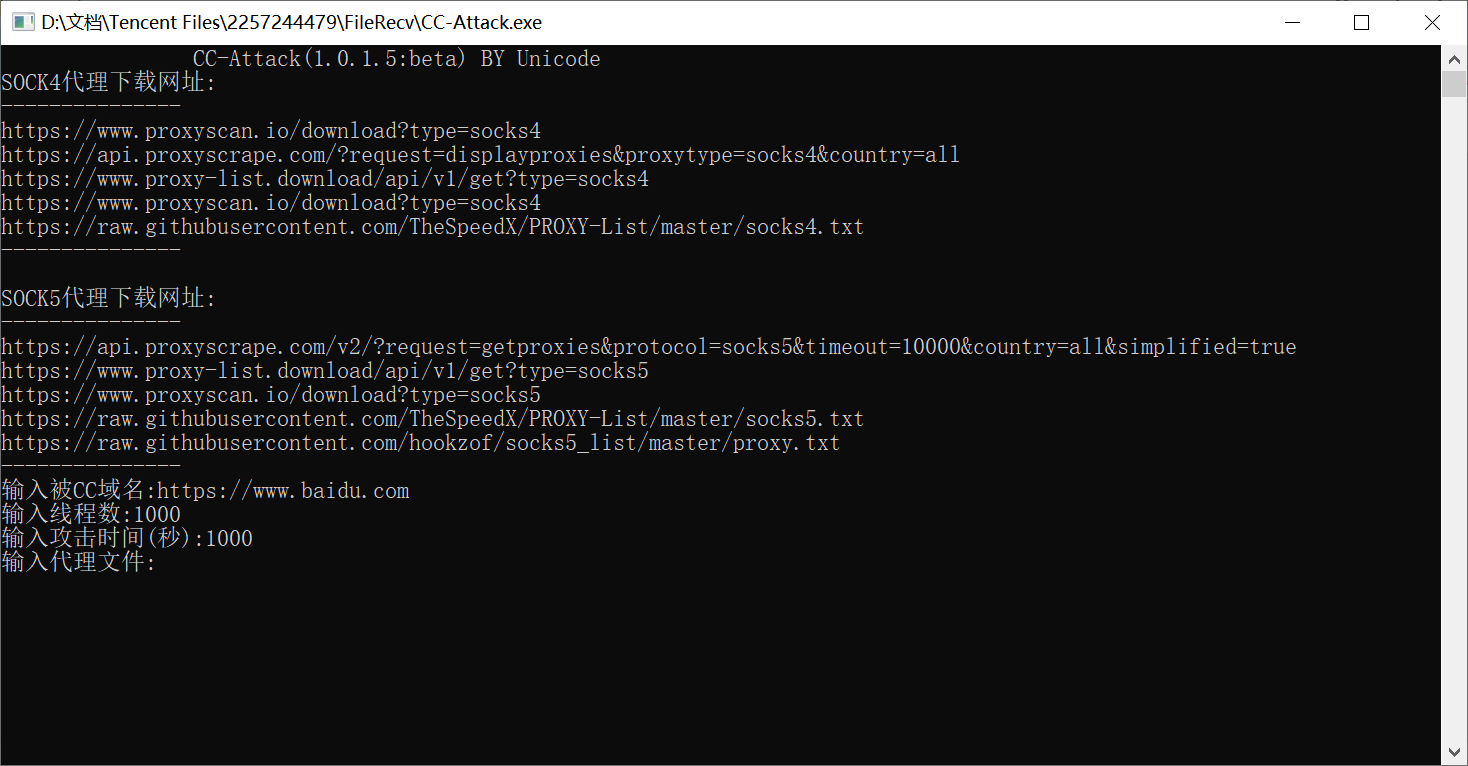 D:\文档\Tencent Files\2257244479\FileRecv\CC-Attack.exe
CC-Attack(1.0.1.5:beta) BY Unicode
SOCK4代理下载网址:
---------------
https://www.proxyscan.io/download?type=socks4
https://api.proxyscrape.com/?request=displayproxies&proxytype=socks4&country=all
https://www.proxy-list.download/api/v1/get?type=socks4
https://www.proxyscan.io/download?type=socks4
https://raw.githubusercontent.com/TheSpeedX/PROXY-List/master/socks4.txt
---------------
SOCK5代理下载网址:
---------------
https://api.proxyscrape.com/v2/?request=getproxies&protocol=socks5&timeout=10000&country=all&simplified=true
https://www.proxy-list.download/api/v1/get?type=socks5
https://www.proxyscan.io/download?type=socks5
https://raw.githubusercontent.com/TheSpeedX/PROXY-List/master/socks5.txt
https://raw.githubusercontent.com/hookzof/socks5_list/master/proxy.txt
---------------
输入被CC域名:https://www.baidu.com
输入线程数:1000
输入攻击时间(秒):1000
输入代理文件: